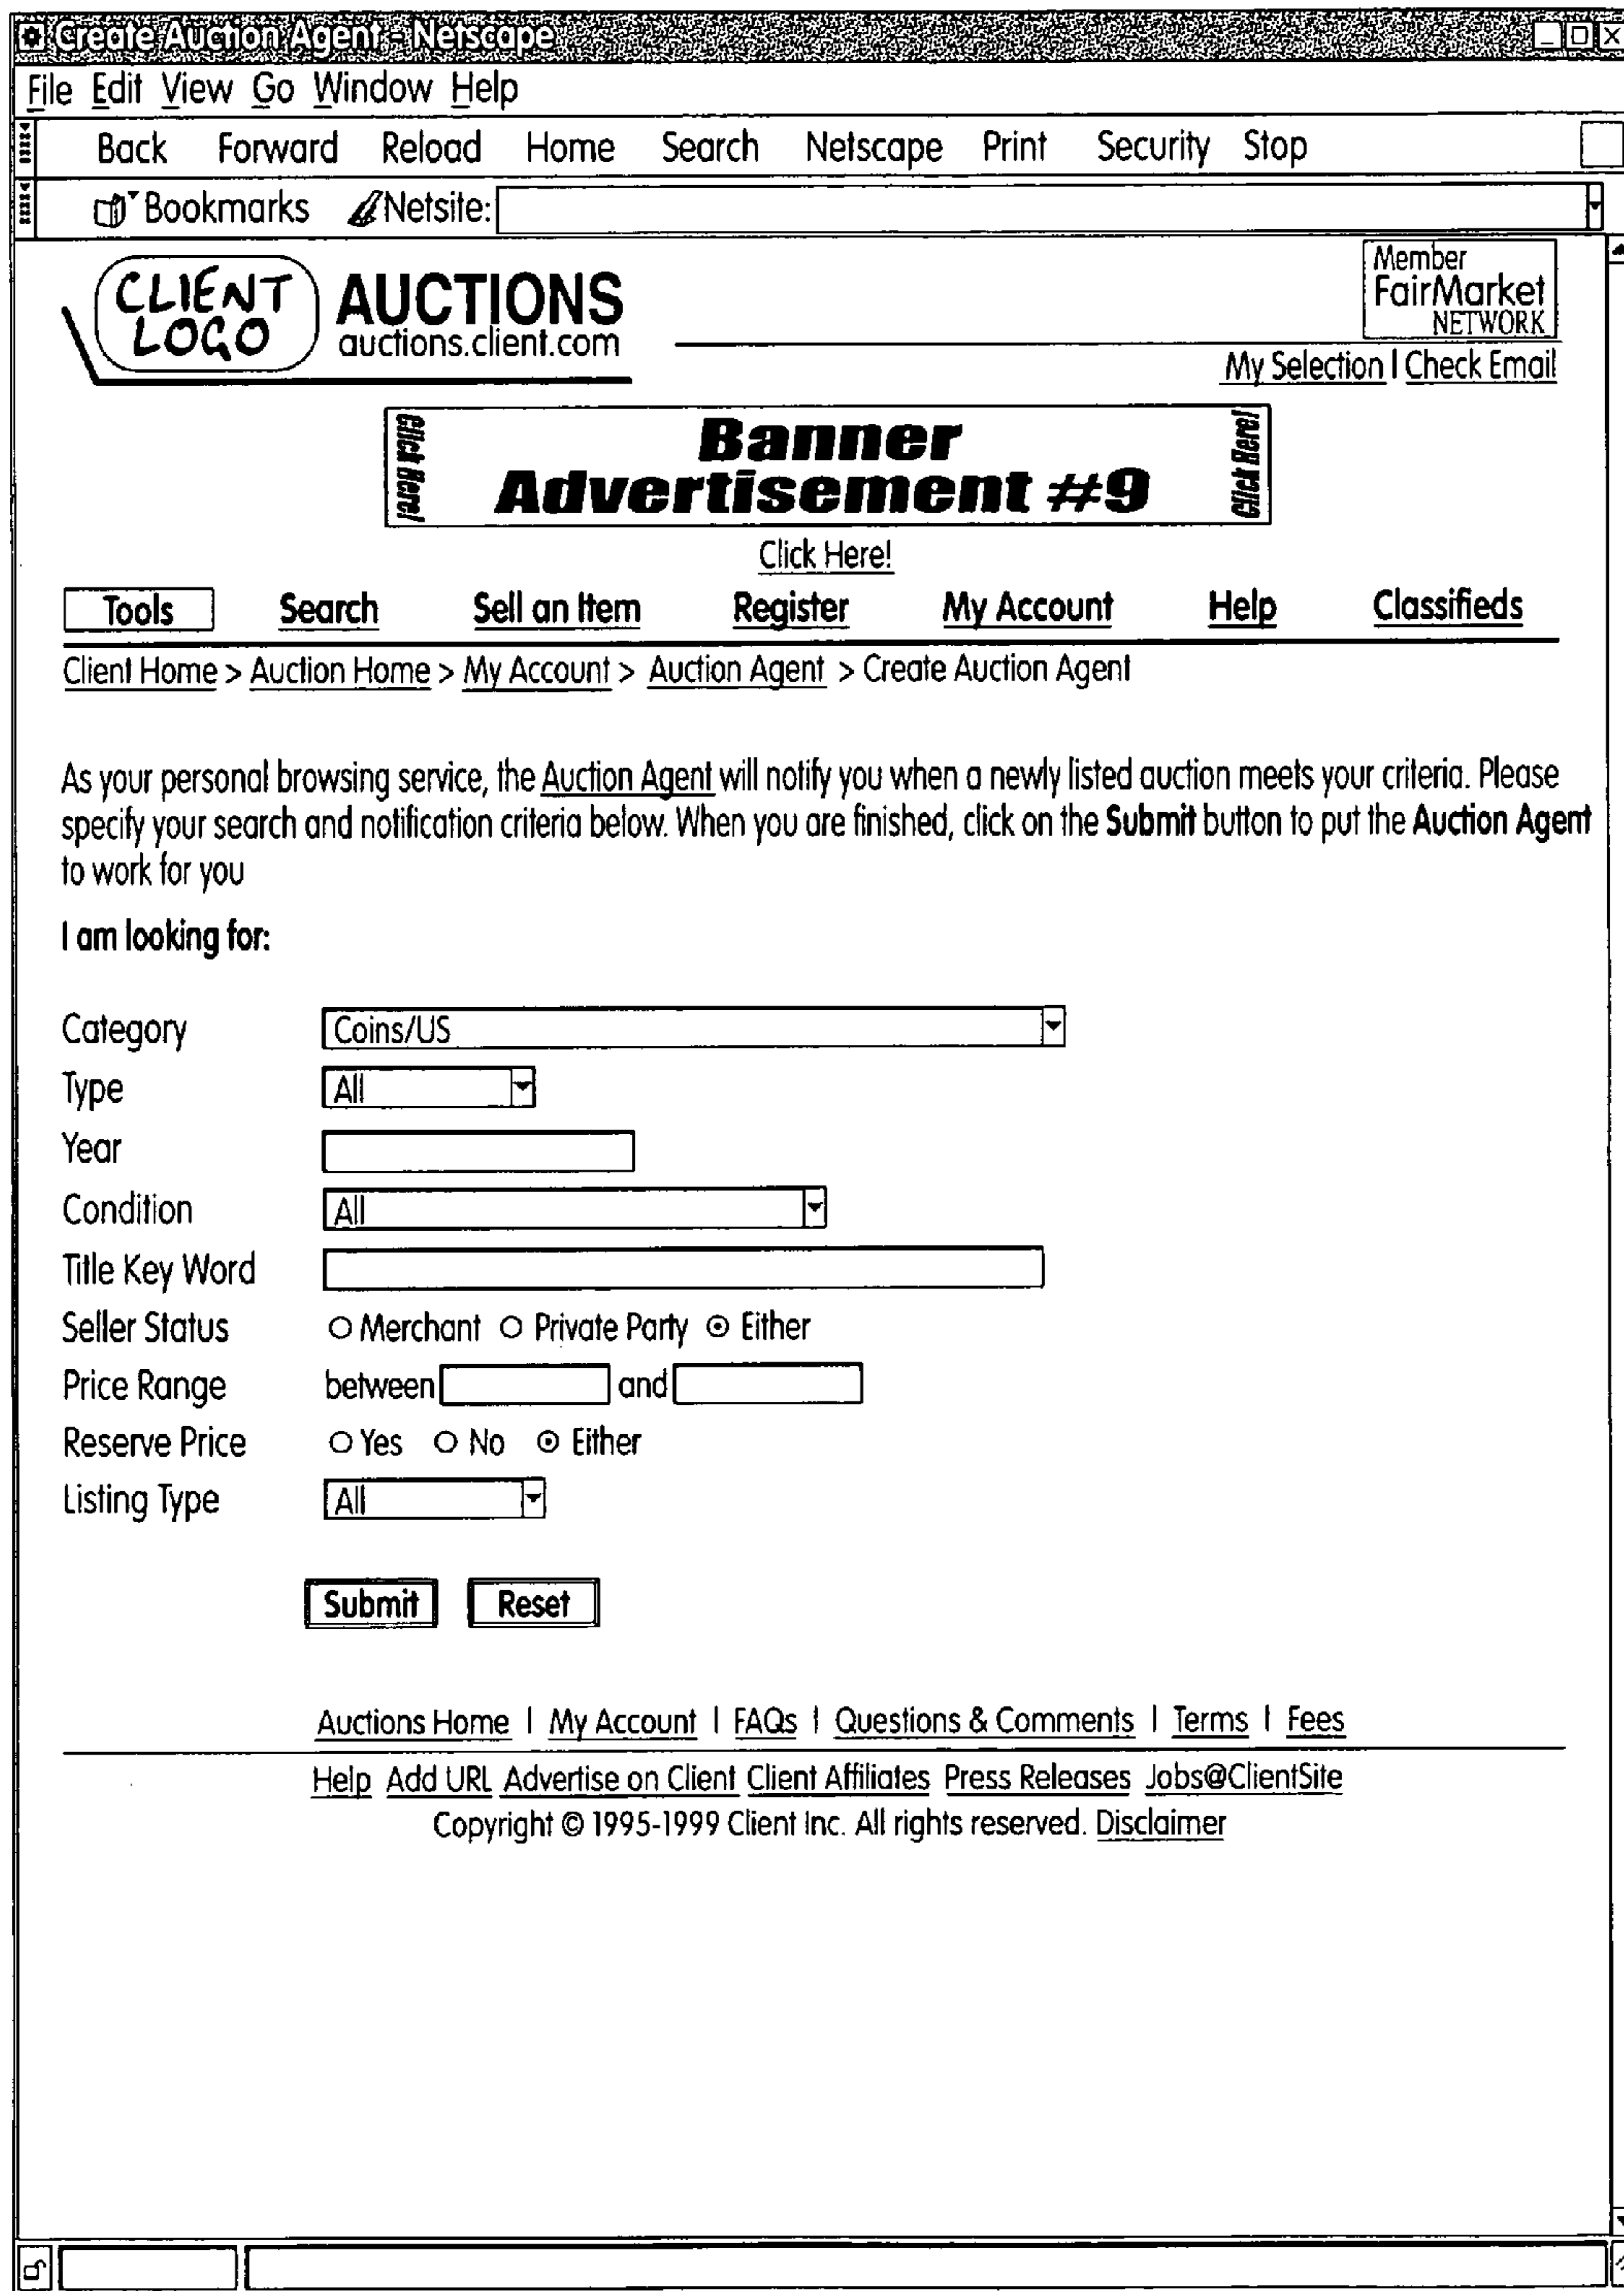 Create Auction Agent - Netscape
File Edit View Go Window Help
Back Forward Reload Home Search Netscape Print Security Stop
Bookmarks Netsite:
CLIENT LOGO
AUCTIONS
auctions.client.com
Member
FairMarket
NETWORK
My Selection | Check Email
Click Here!
Banner
Advertisement #9
Click Here!
Click Here!
Tools Search Sell an Item Register My Account Help Classifieds
Client Home > Auction Home > My Account > Auction Agent > Create Auction Agent
As your personal browsing service, the Auction Agent will notify you when a newly listed auction meets your criteria. Please
specify your search and notification criteria below. When you are finished, click on the Submit button to put the Auction Agent
to work for you
I am looking for:
Category Coins/US
Type All
Year
Condition All
Title Key Word
Seller Status Merchant Private Party Either
Price Range between and
Reserve Price Yes No Either
Listing Type All
Submit Reset
Auctions Home | My Account | FAQs | Questions & Comments | Terms | Fees
Help Add URL Advertise on Client Client Affiliates Press Releases Jobs@ClientSite
Copyright © 1995-1999 Client Inc. All rights reserved. Disclaimer